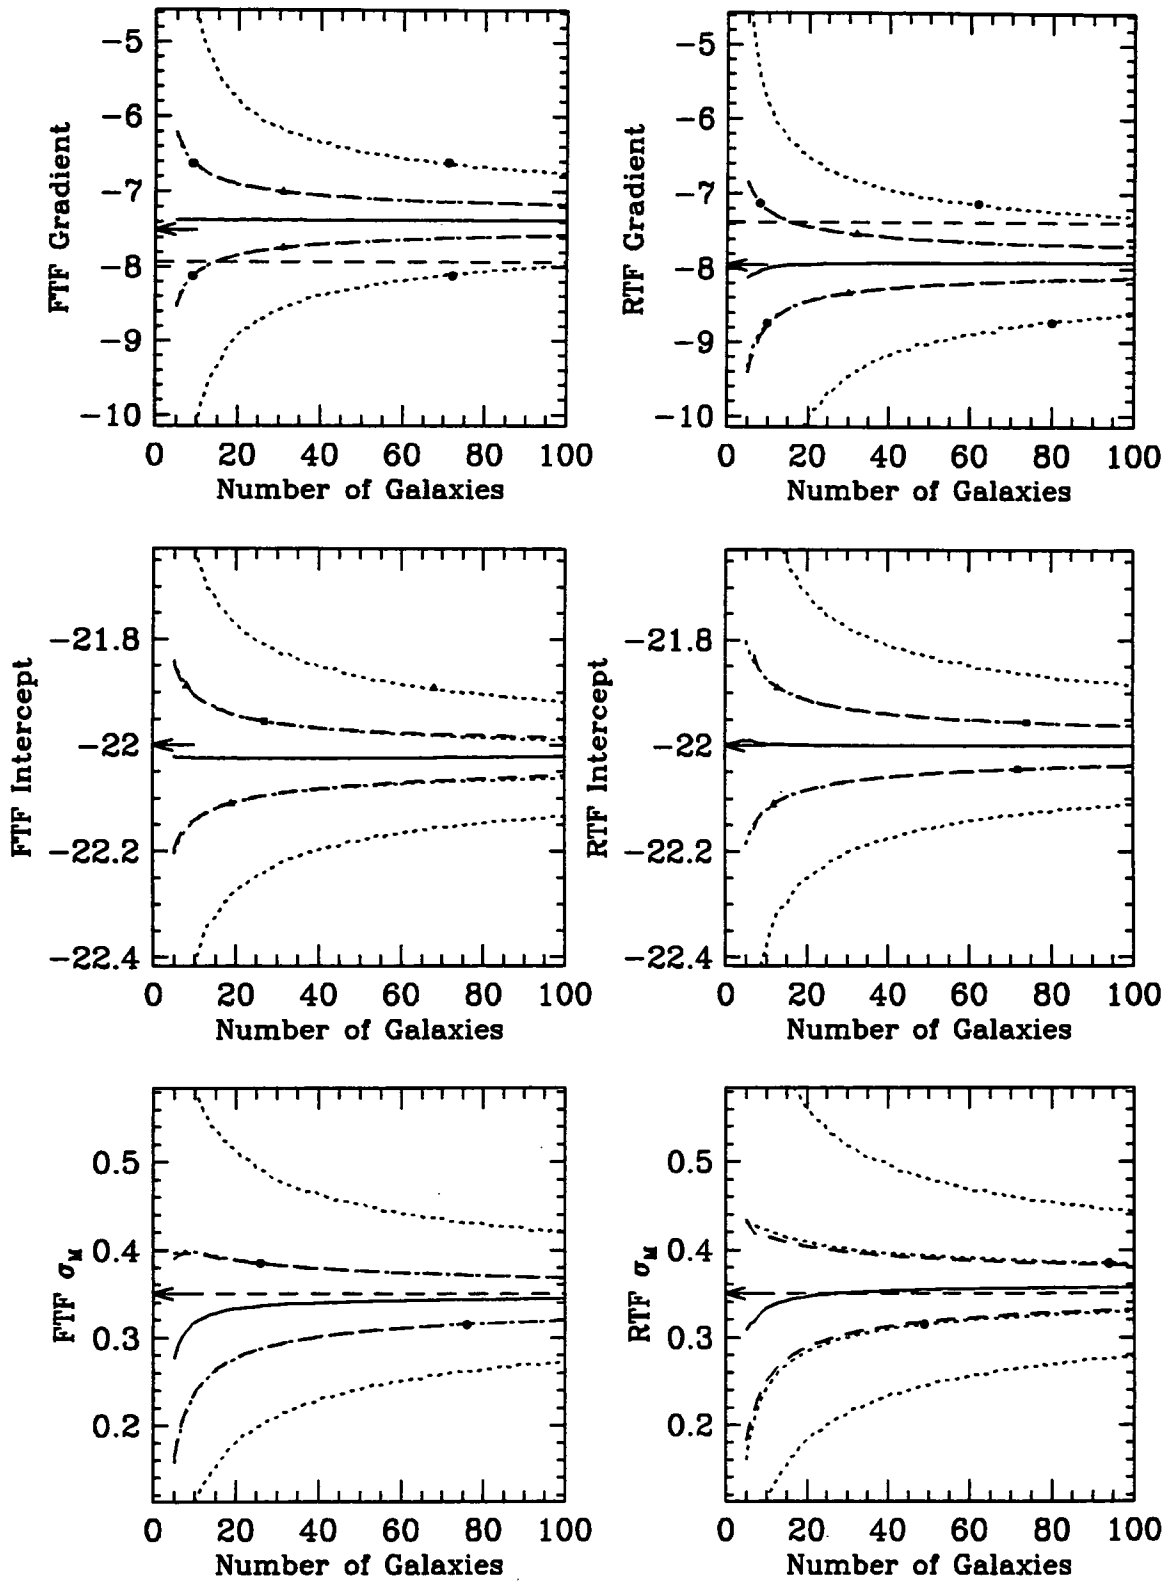 −5
−6
−7
−8
−9
−10
FTF Gradient
0 20 40 60 80 100
Number of Galaxies
−5
−6
−7
−8
−9
−10
RTF Gradient
0 20 40 60 80 100
Number of Galaxies
−21.8
−22
−22.2
−22.4
FTF Intercept
0 20 40 60 80 100
Number of Galaxies
−21.8
−22
−22.2
−22.4
RTF Intercept
0 20 40 60 80 100
Number of Galaxies
0.5
0.4
0.3
0.2
FTF σ_M
0 20 40 60 80 100
Number of Galaxies
0.5
0.4
0.3
0.2
RTF σ_M
0 20 40 60 80 100
Number of Galaxies